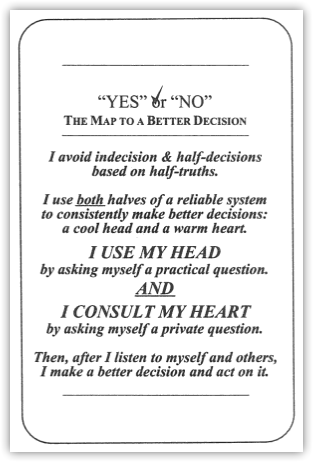 “YES” or “NO”
THE MAP TO A BETTER DECISION
I avoid indecision & half-decisions
based on half-truths.
I use both halves of a reliable system
to consistently make better decisions:
a cool head and a warm heart.
I USE MY HEAD
by asking myself a practical question.
AND
I CONSULT MY HEART
by asking myself a private question.
Then, after I listen to myself and others,
I make a better decision and act on it.